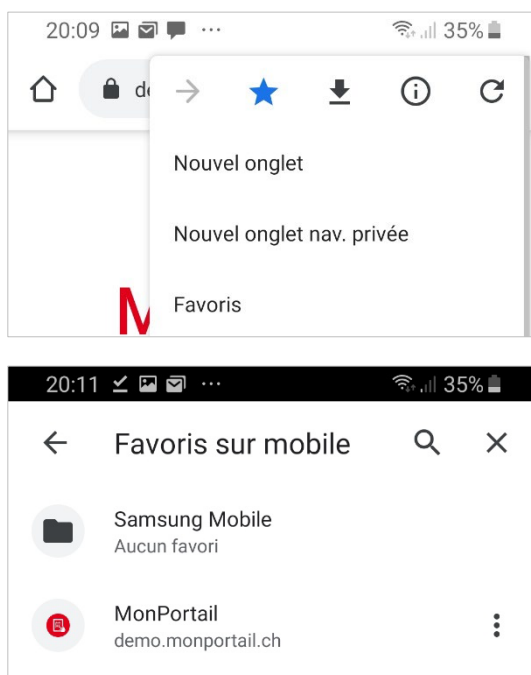 20:09 ... 35%
de
Nouvel onglet
Nouvel onglet nav. privée
M
Favoris
20:11 ... 35%
Favoris sur mobile
Samsung Mobile
Aucun favori
MonPortail
demo.monportail.ch